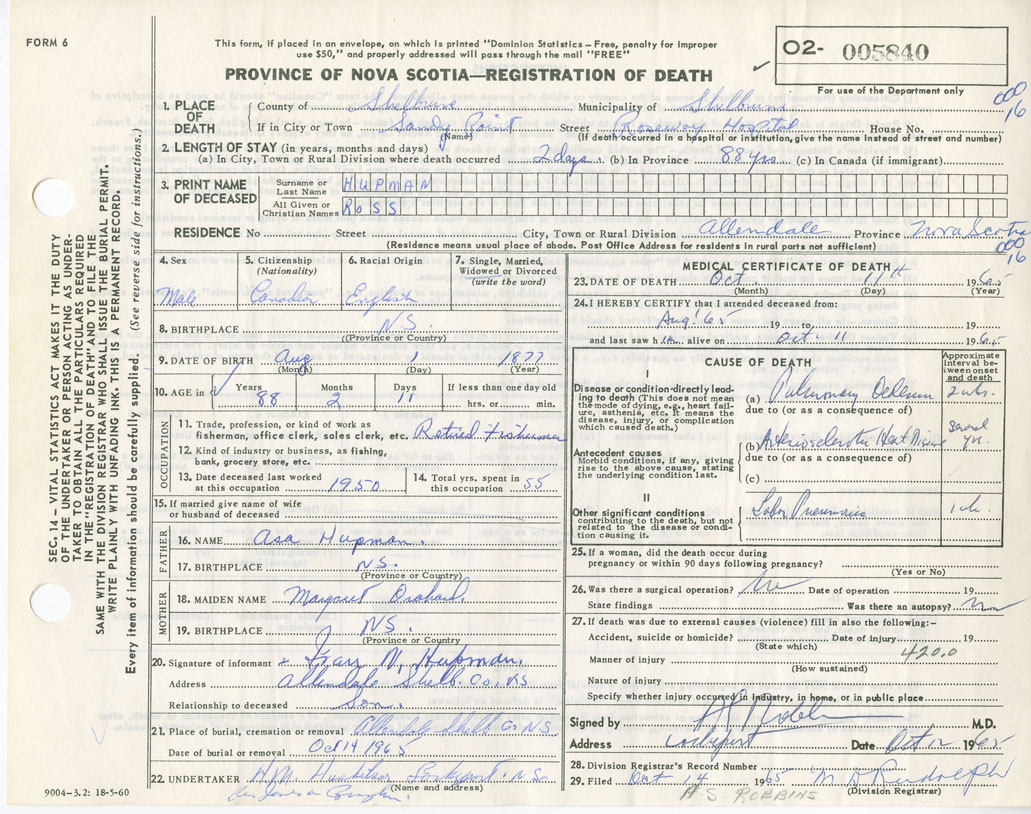 FORM 6
This form, if placed in an envelope, on which is printed "Dominion Statistics – Free, penalty for improper
use $50," and properly addressed will pass through the mail "FREE"
O2- 005840
For use of the Department only
PROVINCE OF NOVA SCOTIA—REGISTRATION OF DEATH
000
16
1. PLACE OF DEATH
County of Shelburne Municipality of Shelburne
If in City or Town Sandy Point Street Roseway Hospital House No.
(Name) (If death occurred in a hospital or institution, give the name instead of street and number)
2. LENGTH OF STAY (in years, months and days)
(a) In City, Town or Rural Division where death occurred 2 days (b) In Province 88 yrs (c) In Canada (if immigrant)
3. PRINT NAME OF DECEASED
Surname or Last Name HUPMAN
All Given or Christian Names ROSS
RESIDENCE No Street City, Town or Rural Division Allendale Province Nova Scotia
(Residence means usual place of abode. Post Office Address for residents in rural parts not sufficient)
000
16
SEC. 14 – VITAL STATISTICS ACT MAKES IT THE DUTY
OF THE UNDERTAKER OR PERSON ACTING AS UNDER-
TAKER TO OBTAIN ALL THE PARTICULARS REQUIRED
IN THE "REGISTRATION OF DEATH" AND TO FILE THE
SAME WITH THE DIVISION REGISTRAR WHO SHALL ISSUE THE BURIAL PERMIT.
WRITE PLAINLY WITH UNFADING INK. THIS IS A PERMANENT RECORD.
Every item of information should be carefully supplied. (See reverse side for instructions.)
4. Sex
Male
5. Citizenship
(Nationality)
Canadian
6. Racial Origin
English
7. Single, Married,
Widowed or Divorced
(write the word)
8. BIRTHPLACE N.S.
(Province or Country)
9. DATE OF BIRTH Aug 1 1877
(Month) (Day) (Year)
10. AGE in
Years Months Days If less than one day old
88 2 11 hrs. or min.
OCCUPATION
11. Trade, profession, or kind of work as
fisherman, office clerk, sales clerk, etc. Retired Fisherman
12. Kind of industry or business, as fishing,
bank, grocery store, etc.
13. Date deceased last worked
at this occupation 1950
14. Total yrs. spent in
this occupation 55
15. If married give name of wife
or husband of deceased
FATHER
16. NAME Asa Hupman
17. BIRTHPLACE N.S.
(Province or Country)
MOTHER
18. MAIDEN NAME Margaret
19. BIRTHPLACE N.S.
(Province or Country)
20. Signature of informant x N. Hupman
Address Allendale Shelb. Co. N.S
Relationship to deceased Son
21. Place of burial, cremation or removal Allendale Shelb Co N.S
Date of burial or removal Oct 14 1965
22. UNDERTAKER H.M. Lockeport N.S.
(Name and address)
9004–3.2: 18-5-60
MEDICAL CERTIFICATE OF DEATH
23. DATE OF DEATH Oct 11th 1965
(Month) (Day) (Year)
24. I HEREBY CERTIFY that I attended deceased from:
Aug. '65 19 to 19
and last saw him alive on Oct. 11 1965
CAUSE OF DEATH
Approximate
interval be-
tween onset
and death
I
Disease or condition directly lead-
ing to death (This does not mean
the mode of dying, e.g., heart fail-
ure, asthenia, etc. It means the
disease, injury, or complication
which caused death.)
(a) Pulmonary Oedema 2 wks.
due to (or as a consequence of)
Antecedent causes
Morbid conditions, if any, giving
rise to the above cause, stating
the underlying condition last.
(b) Arteriosclerotic Heart Disease Several yrs.
due to (or as a consequence of)
(c)
II
Other significant conditions
contributing to the death, but not
related to the disease or condi-
tion causing it.
Lobar Pneumonia
25. If a woman, did the death occur during
pregnancy or within 90 days following pregnancy?
(Yes or No)
26. Was there a surgical operation? No Date of operation 19
State findings Was there an autopsy?
27. If death was due to external causes (violence) fill in also the following:–
Accident, suicide or homicide? Date of injury 19
(State which)
420.0
Manner of injury
(How sustained)
Nature of injury
Specify whether injury occurred in industry, in home, or in public place
Signed by M.D.
Address Lockeport Date Oct 12 1965
28. Division Registrar's Record Number
29. Filed Oct 14 1965 Rudolph
H.S. ROBBINS (Division Registrar)